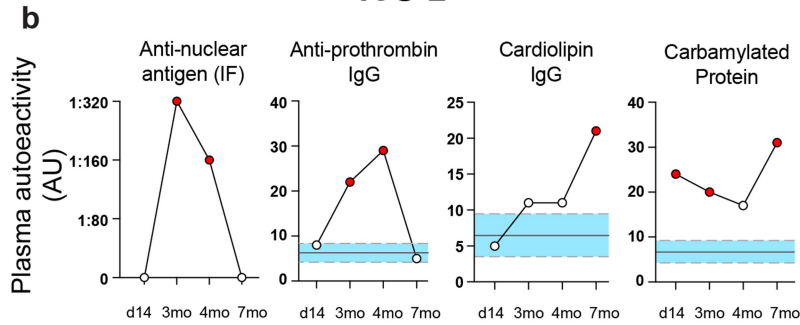 b
Anti-nuclear
antigen (IF)
Anti-prothrombin
IgG
Cardiolipin
IgG
Carbamylated
Protein
Plasma autoeactivity
(AU)
1:320
1:160
1:80
0
d14 3mo 4mo 7mo
40
30
20
10
0
d14 3mo 4mo 7mo
25
20
15
10
5
0
d14 3mo 4mo 7mo
40
30
20
10
0
d14 3mo 4mo 7mo